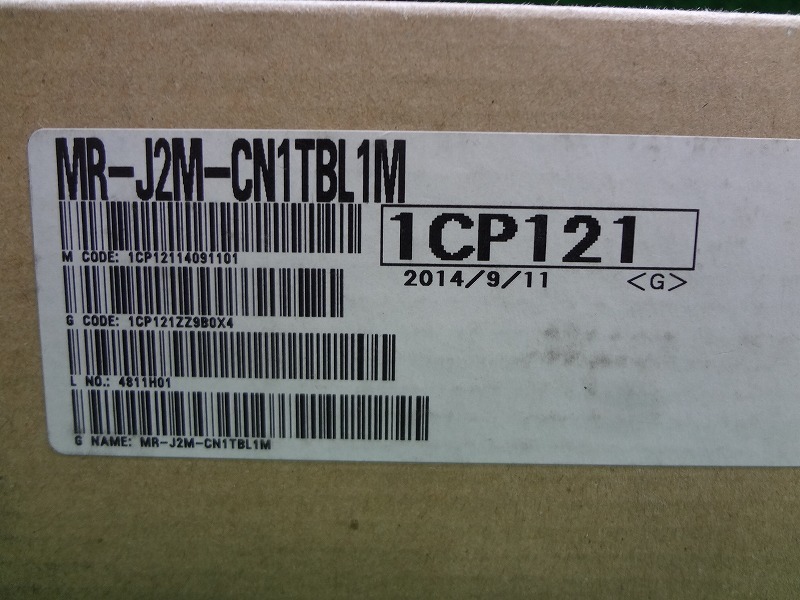 MR-J2M-CN1TBL1M
1CP121
M CODE: 1CP12114091101
2014/9/11 <G>
G CODE: 1CP121ZZ9B0X4
L NO.: 4811H01
G NAME: MR-J2M-CN1TBL1M